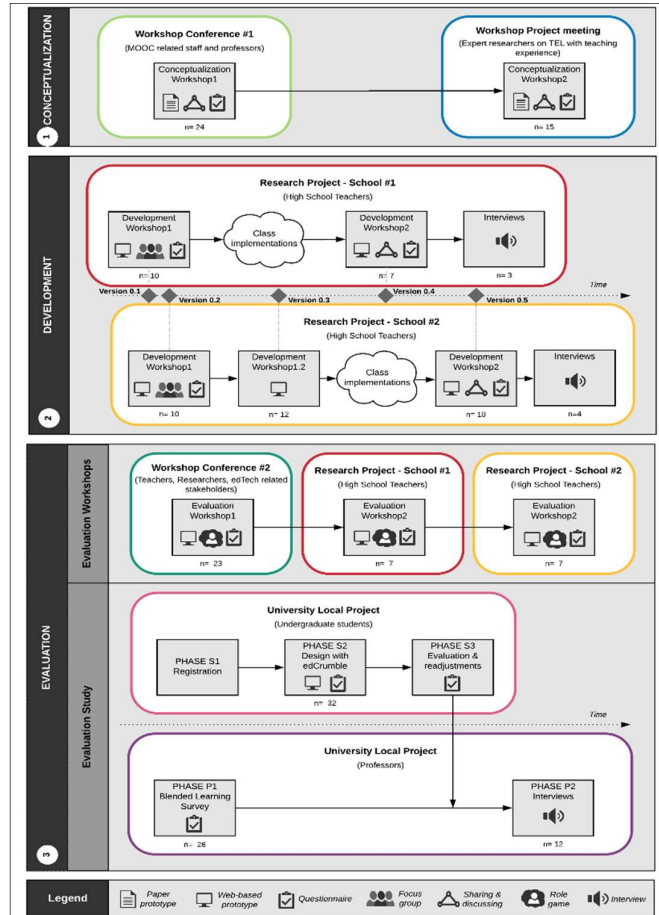 1 CONCEPTUALIZATION
Workshop Conference #1
(MOOC related staff and professors)
Conceptualization
Workshop1
n= 24
Workshop Project meeting
(Expert researchers on TEL with teaching
experience)
Conceptualization
Workshop2
n= 15
2 DEVELOPMENT
Research Project - School #1
(High School Teachers)
Development
Workshop1
n= 10
Class
implementations
Development
Workshop2
n= 7
Interviews
n= 3
Version 0.1
Version 0.2
Version 0.3
Version 0.4
Version 0.5
Time
Research Project - School #2
(High School Teachers)
Development
Workshop1
n= 10
Development
Workshop1.2
n= 12
Class
implementations
Development
Workshop2
n= 10
Interviews
n=4
3 EVALUATION
Evaluation Workshops
Workshop Conference #2
(Teachers, Researchers, edTech related
stakeholders)
Evaluation
Workshop1
n= 23
Research Project - School #1
(High School Teachers)
Evaluation
Workshop2
n= 7
Research Project - School #2
(High School Teachers)
Evaluation
Workshop2
n= 7
Evaluation Study
University Local Project
(Undergraduate students)
PHASE S1
Registration
PHASE S2
Design with
edCrumble
n= 32
PHASE S3
Evaluation &
readjustments
Time
University Local Project
(Professors)
PHASE P1
Blended Learning
Survey
n= 26
PHASE P2
Interviews
n= 12
Legend
Paper
prototype
Web-based
prototype
Questionnaire
Focus
group
Sharing &
discussing
Role
game
Interview